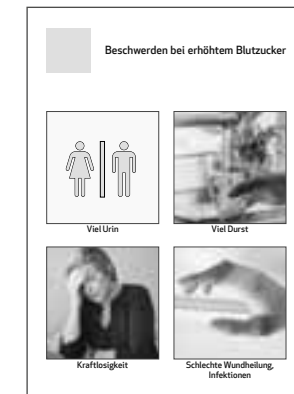 Beschwerden bei erhöhtem Blutzucker
Viel Urin
Viel Durst
Kraftlosigkeit
Schlechte Wundheilung,
Infektionen